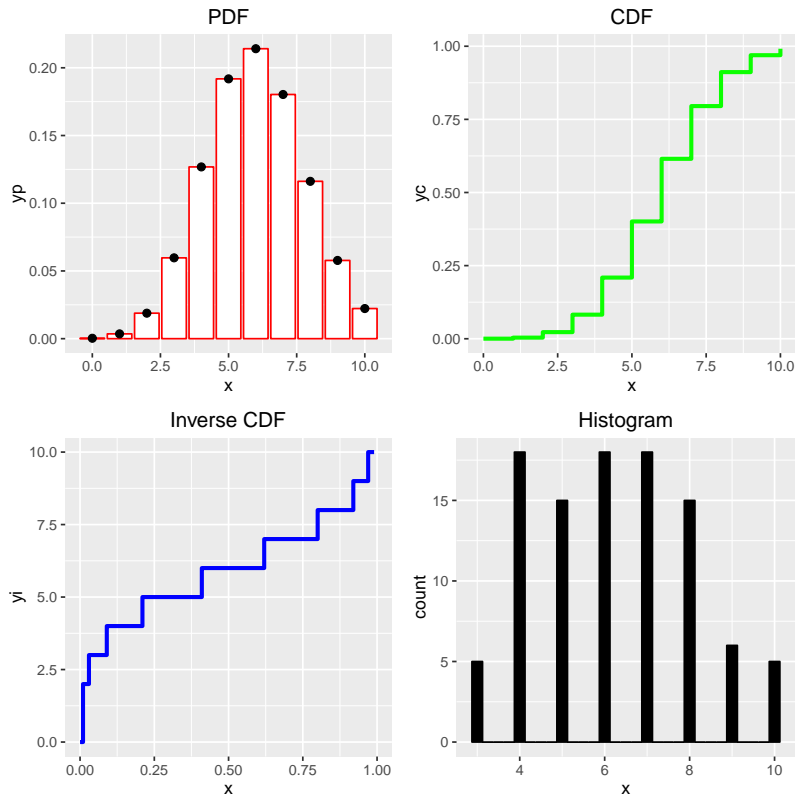 PDF
yp
0.20
0.15
0.10
0.05
0.00
0.0 2.5 5.0 7.5 10.0
x
CDF
yc
1.00
0.75
0.50
0.25
0.00
0.0 2.5 5.0 7.5 10.0
x
Inverse CDF
yi
10.0
7.5
5.0
2.5
0.0
0.00 0.25 0.50 0.75 1.00
x
Histogram
count
15
10
5
0
4 6 8 10
x